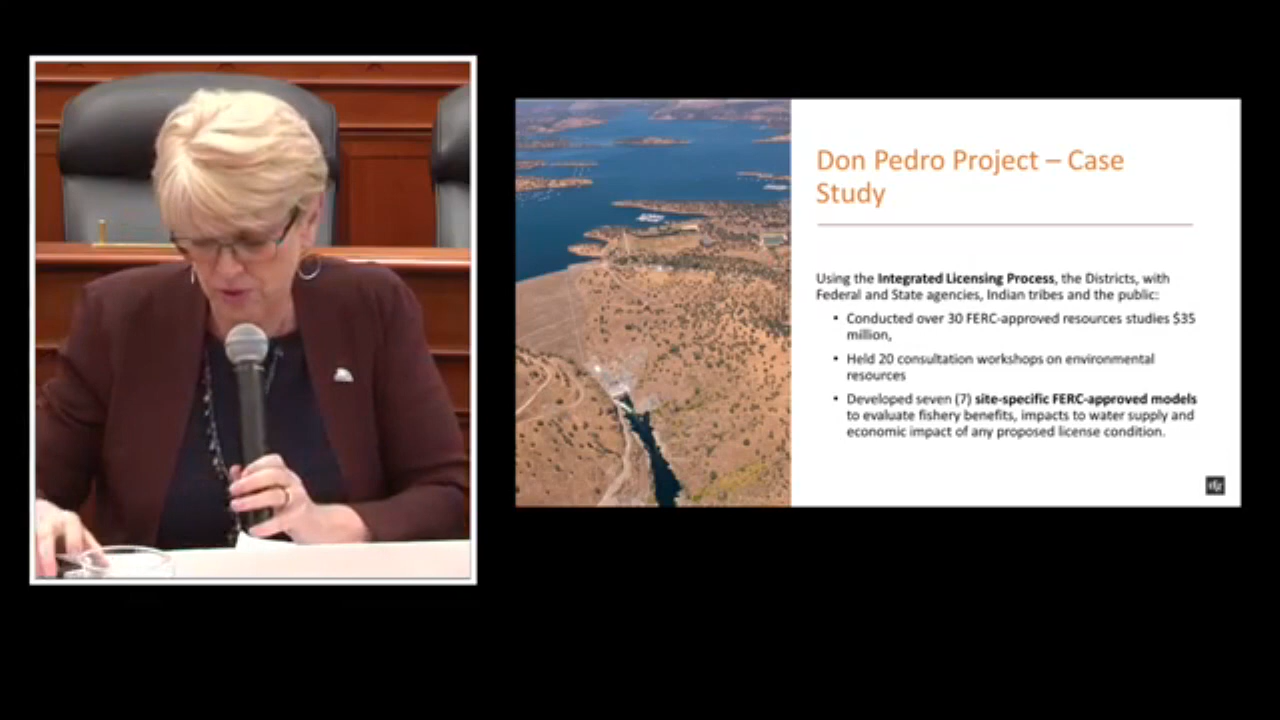 Don Pedro Project – Case
Study
Using the Integrated Licensing Process, the Districts, with
Federal and State agencies, Indian tribes and the public:
• Conducted over 30 FERC-approved resources studies $35
million,
• Held 20 consultation workshops on environmental
resources
• Developed seven (7) site-specific FERC-approved models
to evaluate fishery benefits, impacts to water supply and
economic impact of any proposed license condition.